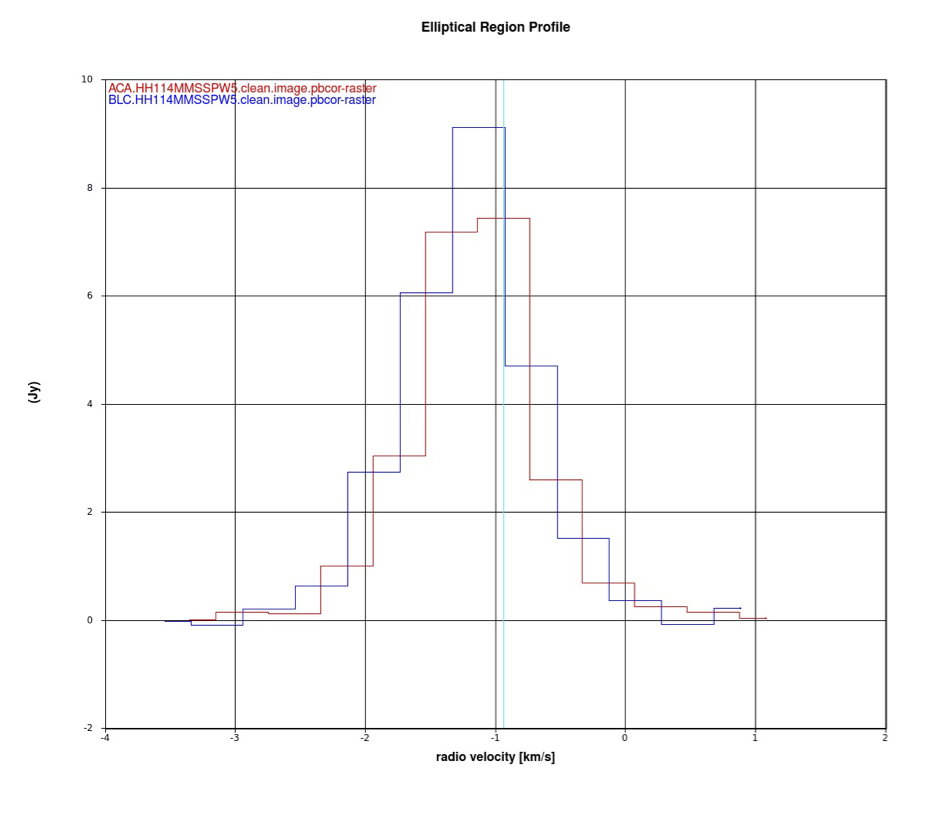 Elliptical Region Profile
ACA.HH114MMSSPW5.clean.image.pbcor-raster
BLC.HH114MMSSPW5.clean.image.pbcor-raster
10
8
6
4
2
0
-2
(Jy)
-4 -3 -2 -1 0 1 2
radio velocity [km/s]